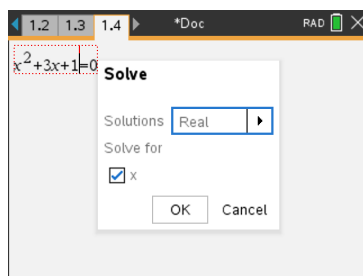 1.2 1.3 1.4 *Doc RAD
x²+3x+1=0
Solve
Solutions Real
Solve for
x
OK Cancel